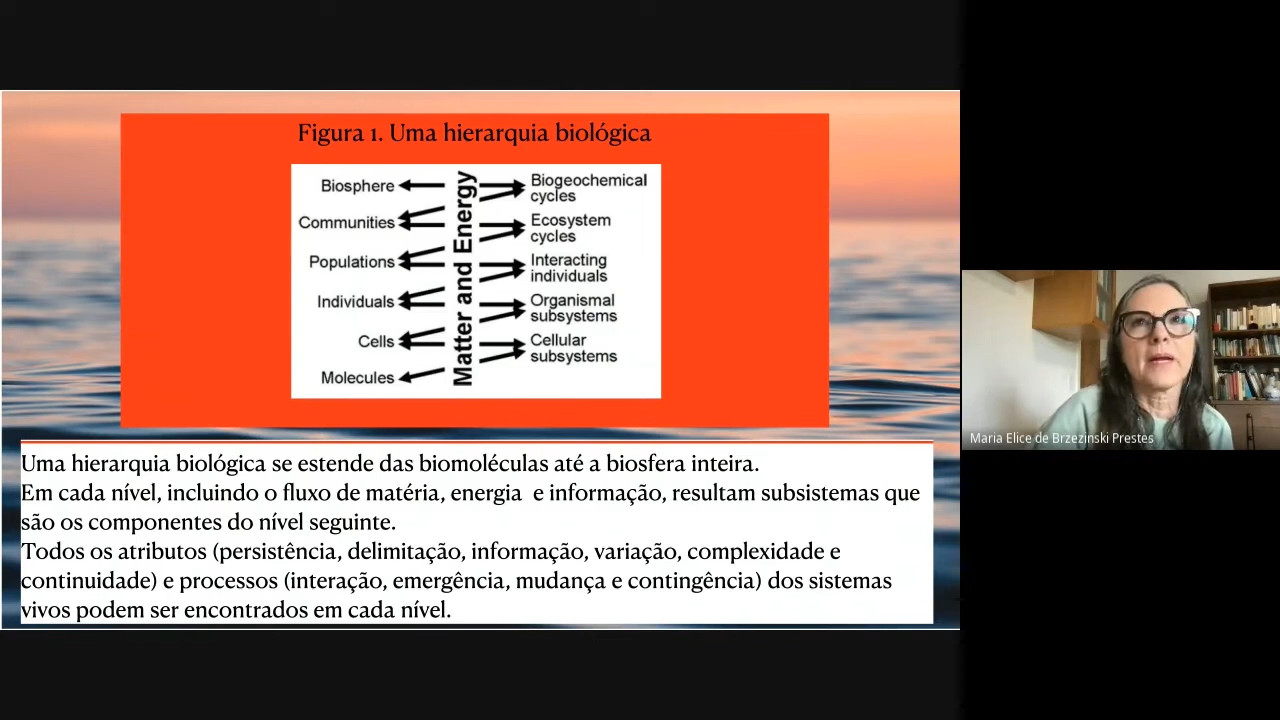 Figura 1. Uma hierarquia biológica
Biosphere
Communities
Populations
Individuals
Cells
Molecules
Matter and Energy
Biogeochemical
cycles
Ecosystem
cycles
Interacting
individuals
Organismal
subsystems
Cellular
subsystems
Uma hierarquia biológica se estende das biomoléculas até a biosfera inteira.
Em cada nível, incluindo o fluxo de matéria, energia e informação, resultam subsistemas que
são os componentes do nível seguinte.
Todos os atributos (persistência, delimitação, informação, variação, complexidade e
continuidade) e processos (interação, emergência, mudança e contingência) dos sistemas
vivos podem ser encontrados em cada nível.
Maria Elice de Brzezinski Prestes